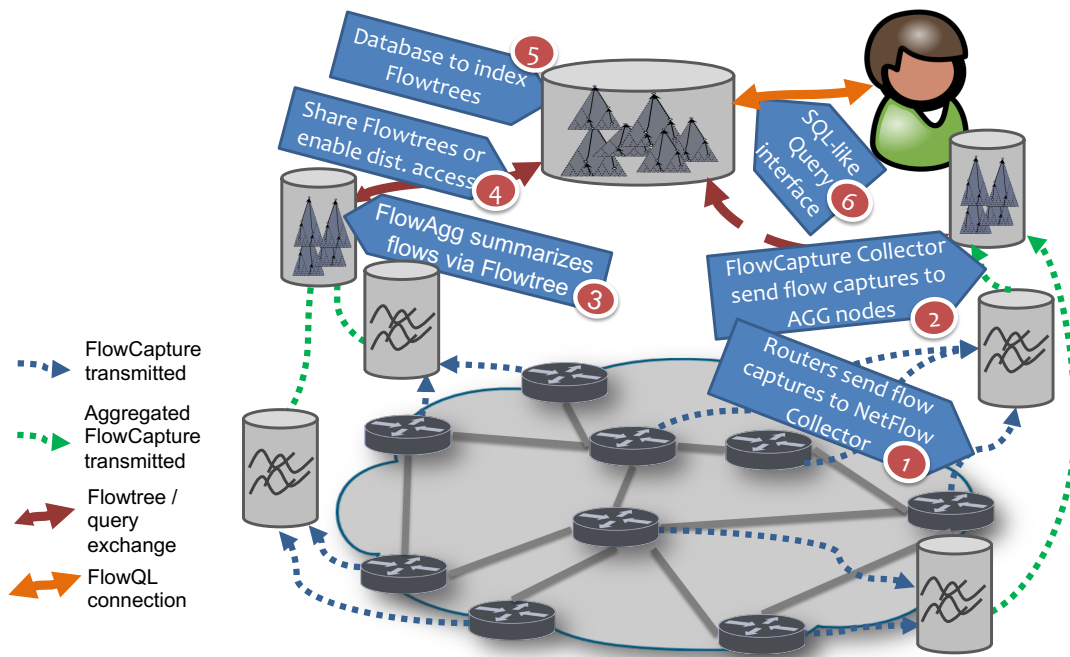 Database to index
Flowtrees
5
Share Flowtrees or
enable dist. access
4
FlowAgg summarizes
flows via Flowtree
3
SQL-like
Query
interface
6
FlowCapture Collector
send flow captures to
AGG nodes
2
Routers send flow
captures to NetFlow
Collector
1
FlowCapture
transmitted
Aggregated
FlowCapture
transmitted
Flowtree /
query
exchange
FlowQL
connection